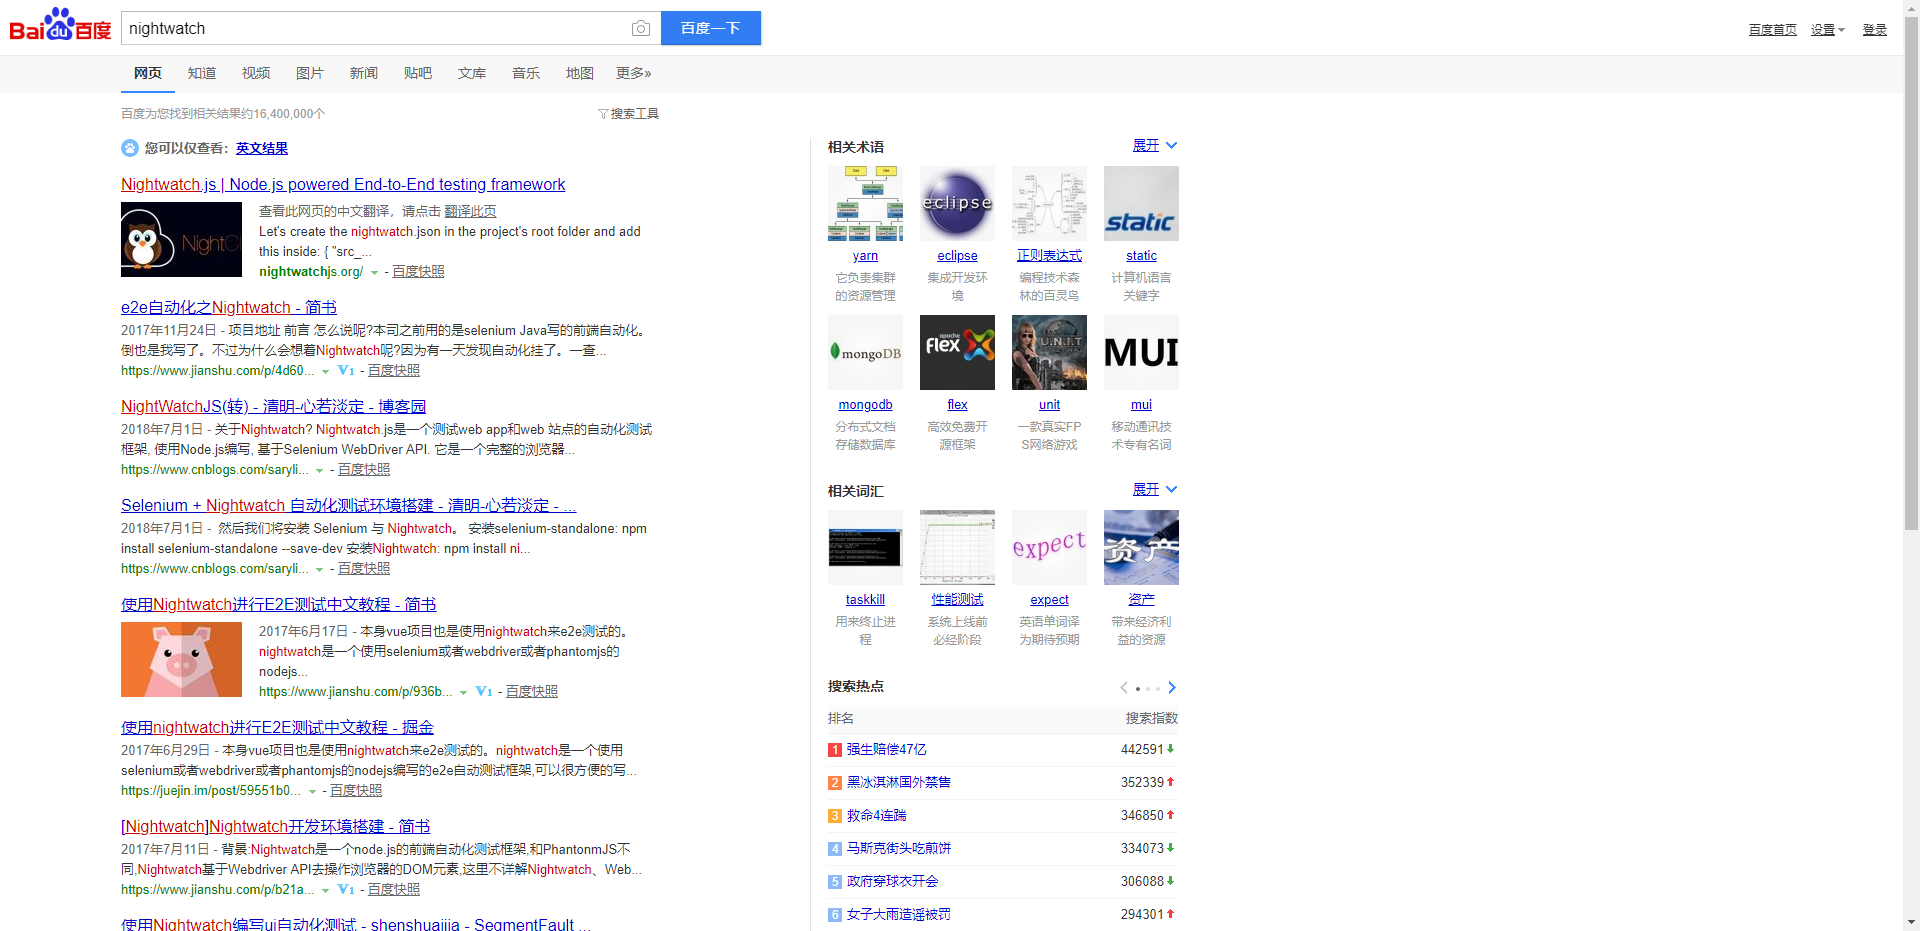 Bai du 百度
nightwatch
百度一下
百度首页 设置 登录
网页 知道 视频 图片 新闻 贴吧 文库 音乐 地图 更多»
百度为您找到相关结果约16,400,000个
搜索工具
您可以仅查看：英文结果
Nightwatch.js | Node.js powered End-to-End testing framework
查看此网页的中文翻译，请点击 翻译此页
Let's create the nightwatch.json in the project's root folder and add
this inside: { "src_...
nightwatchjs.org/ - 百度快照
e2e自动化之Nightwatch - 简书
2017年11月24日 - 项目地址 前言 怎么说呢?本司之前用的是selenium Java写的前端自动化。
倒也是我写了。不过为什么会想着Nightwatch呢?因为有一天发现自动化挂了。一查...
https://www.jianshu.com/p/4d60... V1 - 百度快照
NightWatchJS(转) - 清明-心若淡定 - 博客园
2018年7月1日 - 关于Nightwatch? Nightwatch.js是一个测试web app和web 站点的自动化测试
框架, 使用Node.js编写, 基于Selenium WebDriver API. 它是一个完整的浏览器...
https://www.cnblogs.com/saryli... - 百度快照
Selenium + Nightwatch 自动化测试环境搭建 - 清明-心若淡定 - ...
2018年7月1日 - 然后我们将安装 Selenium 与 Nightwatch。 安装selenium-standalone: npm
install selenium-standalone --save-dev 安装Nightwatch: npm install ni...
https://www.cnblogs.com/saryli... - 百度快照
使用Nightwatch进行E2E测试中文教程 - 简书
2017年6月17日 - 本身vue项目也是使用nightwatch来e2e测试的。
nightwatch是一个使用selenium或者webdriver或者phantomjs的
nodejs...
https://www.jianshu.com/p/936b... V1 - 百度快照
使用nightwatch进行E2E测试中文教程 - 掘金
2017年6月29日 - 本身vue项目也是使用nightwatch来e2e测试的。nightwatch是一个使用
selenium或者webdriver或者phantomjs的nodejs编写的e2e自动测试框架,可以很方便的写...
https://juejin.im/post/59551b0... - 百度快照
[Nightwatch]Nightwatch开发环境搭建 - 简书
2017年7月11日 - 背景:Nightwatch是一个node.js的前端自动化测试框架,和PhantonmJS不
同,Nightwatch基于Webdriver API去操作浏览器的DOM元素,这里不详解Nightwatch、Web...
https://www.jianshu.com/p/b21a... V1 - 百度快照
使用Nightwatch编写ui自动化测试 - shenshuaijia - SegmentFault ...
相关术语 展开
eclipse static
yarn eclipse 正则表达式 static
它负责集群 集成开发环 编程技术森 计算机语言
的资源管理 境 林的百灵鸟 关键字
mongoDB apache flex U.N.I.T MUI
mongodb flex unit mui
分布式文档 高效免费开 一款真实FP 移动通讯技
存储数据库 源框架 S网络游戏 术专有名词
相关词汇 展开
expect 资产
taskkill 性能测试 expect 资产
用来终止进 系统上线前 英语单词译 带来经济利
程 必经阶段 为期待预期 益的资源
搜索热点
排名 搜索指数
1 强生赔偿47亿 442591
2 黑冰淇淋国外禁售 352339
3 救命4连踹 346850
4 马斯克街头吃煎饼 334073
5 政府穿球衣开会 306088
6 女子大雨造谣被罚 294301